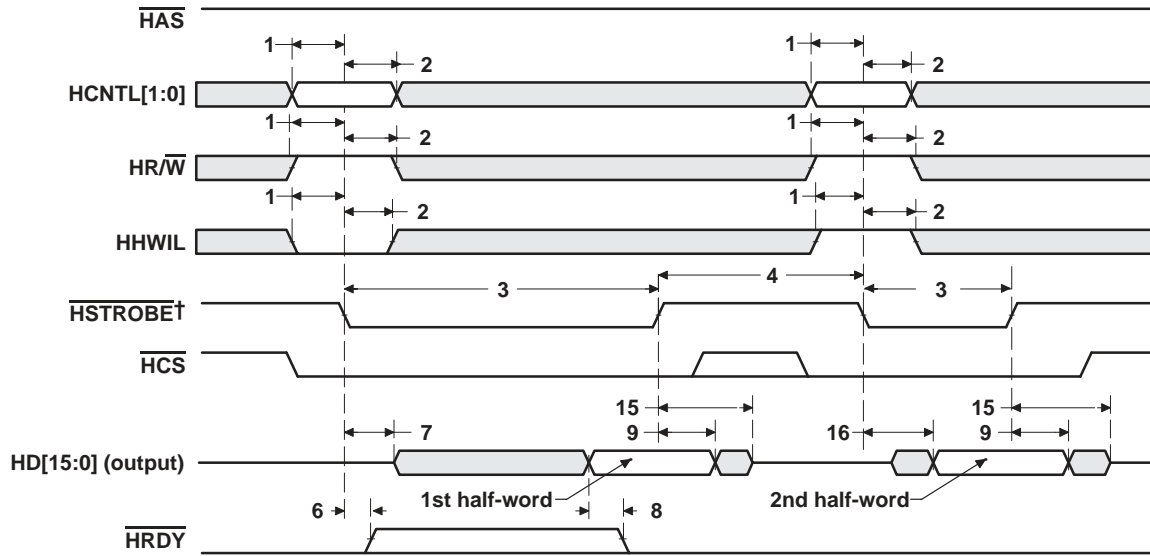 HAS
1
1
2
2
HCNTL[1:0]
1
1
2
2
HR/W
1
1
2
2
HHWIL
4
3
3
HSTROBE†
HCS
15
15
7
9
16
9
HD[15:0] (output)
1st half-word
2nd half-word
6
8
HRDY